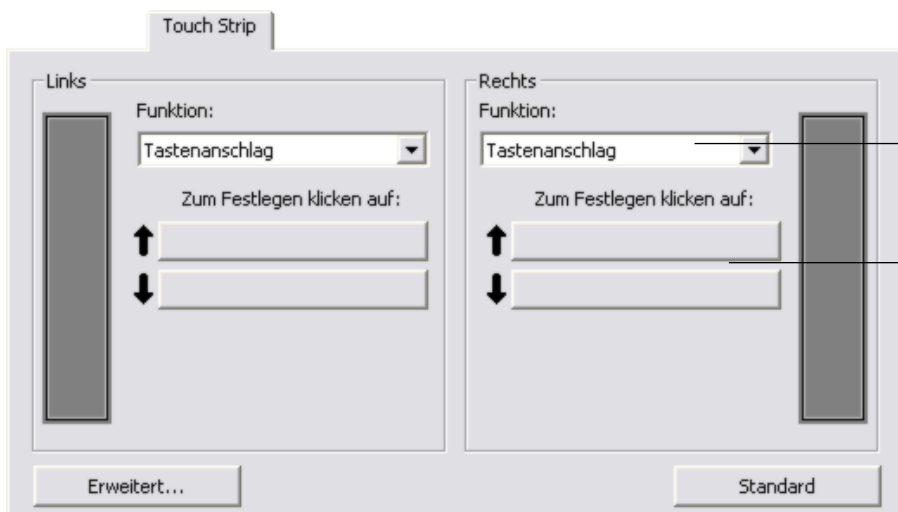 Touch Strip
Links
Funktion:
Tastenanschlag
Zum Festlegen klicken auf:
Rechts
Funktion:
Tastenanschlag
Zum Festlegen klicken auf:
Erweitert...
Standard